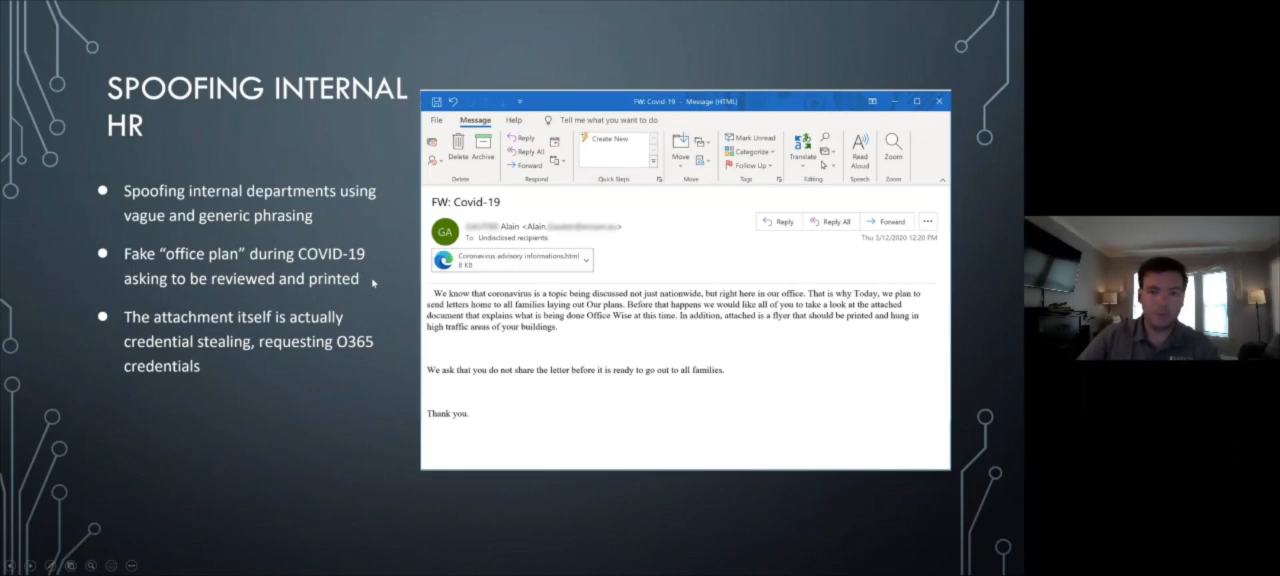 SPOOFING INTERNAL
HR
Spoofing internal departments using
vague and generic phrasing
Fake “office plan” during COVID-19
asking to be reviewed and printed
The attachment itself is actually
credential stealing, requesting O365
credentials
FW: Covid-19 - Message (HTML)
File Message Help Tell me what you want to do
Delete Archive
Reply
Reply All
Forward
Create New
Move
Mark Unread
Categorize
Follow Up
Translate
Read
Aloud
Zoom
Delete Respond Quick Steps Move Tags Editing Speech Zoom
FW: Covid-19
GA
Alain <Alain.
To Undisclosed recipients
Reply Reply All Forward
Thu 3/12/2020 12:20 PM
Coronavirus advisory informations.html
8 KB
We know that coronavirus is a topic being discussed not just nationwide, but right here in our office. That is why Today, we plan to
send letters home to all families laying out Our plans. Before that happens we would like all of you to take a look at the attached
document that explains what is being done Office Wise at this time. In addition, attached is a flyer that should be printed and hung in
high traffic areas of your buildings.
We ask that you do not share the letter before it is ready to go out to all families.
Thank you.